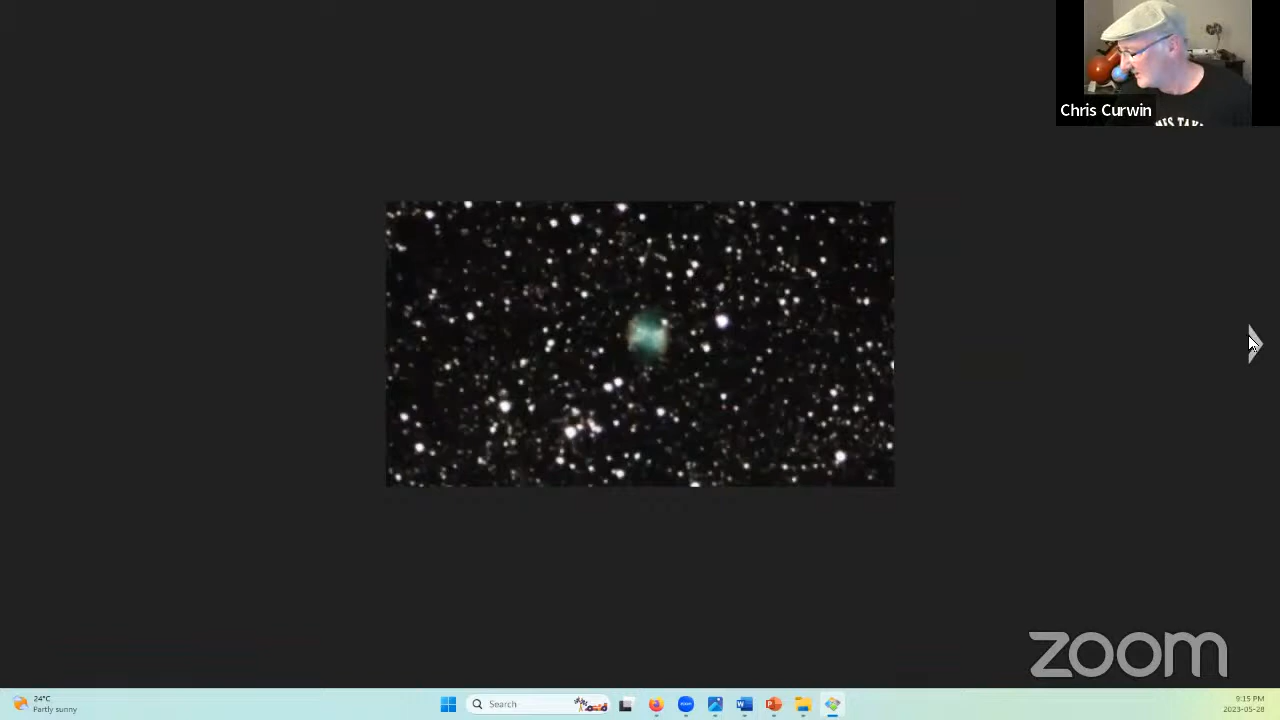 Chris Curwin
zoom
24°C
Partly sunny
Search
9:15 PM
2023-05-28